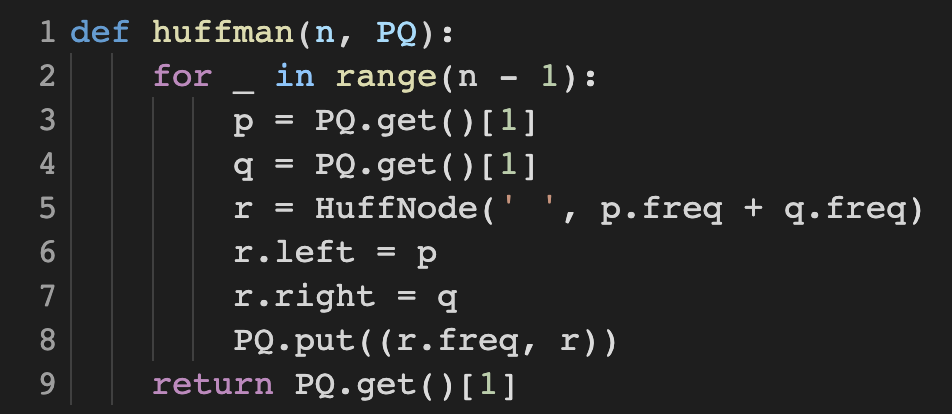 1 def huffman(n, PQ):
2     for _ in range(n - 1):
3         p = PQ.get()[1]
4         q = PQ.get()[1]
5         r = HuffNode(' ', p.freq + q.freq)
6         r.left = p
7         r.right = q
8         PQ.put((r.freq, r))
9     return PQ.get()[1]